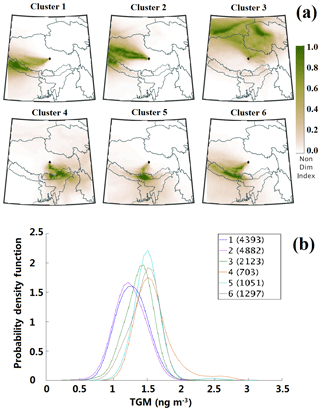 Cluster 1
Cluster 2
Cluster 3
(a)
1.0
0.8
0.6
0.4
0.2
0.0
Non
Dim
Index
Cluster 4
Cluster 5
Cluster 6
(b)
Probability density function
2.5
2
1.5
1
0.5
0
1 (4393)
2 (4882)
3 (2123)
4 (703)
5 (1051)
6 (1297)
0 0.5 1.0 1.5 2.0 2.5 3.0 3.5
TGM (ng m-3)